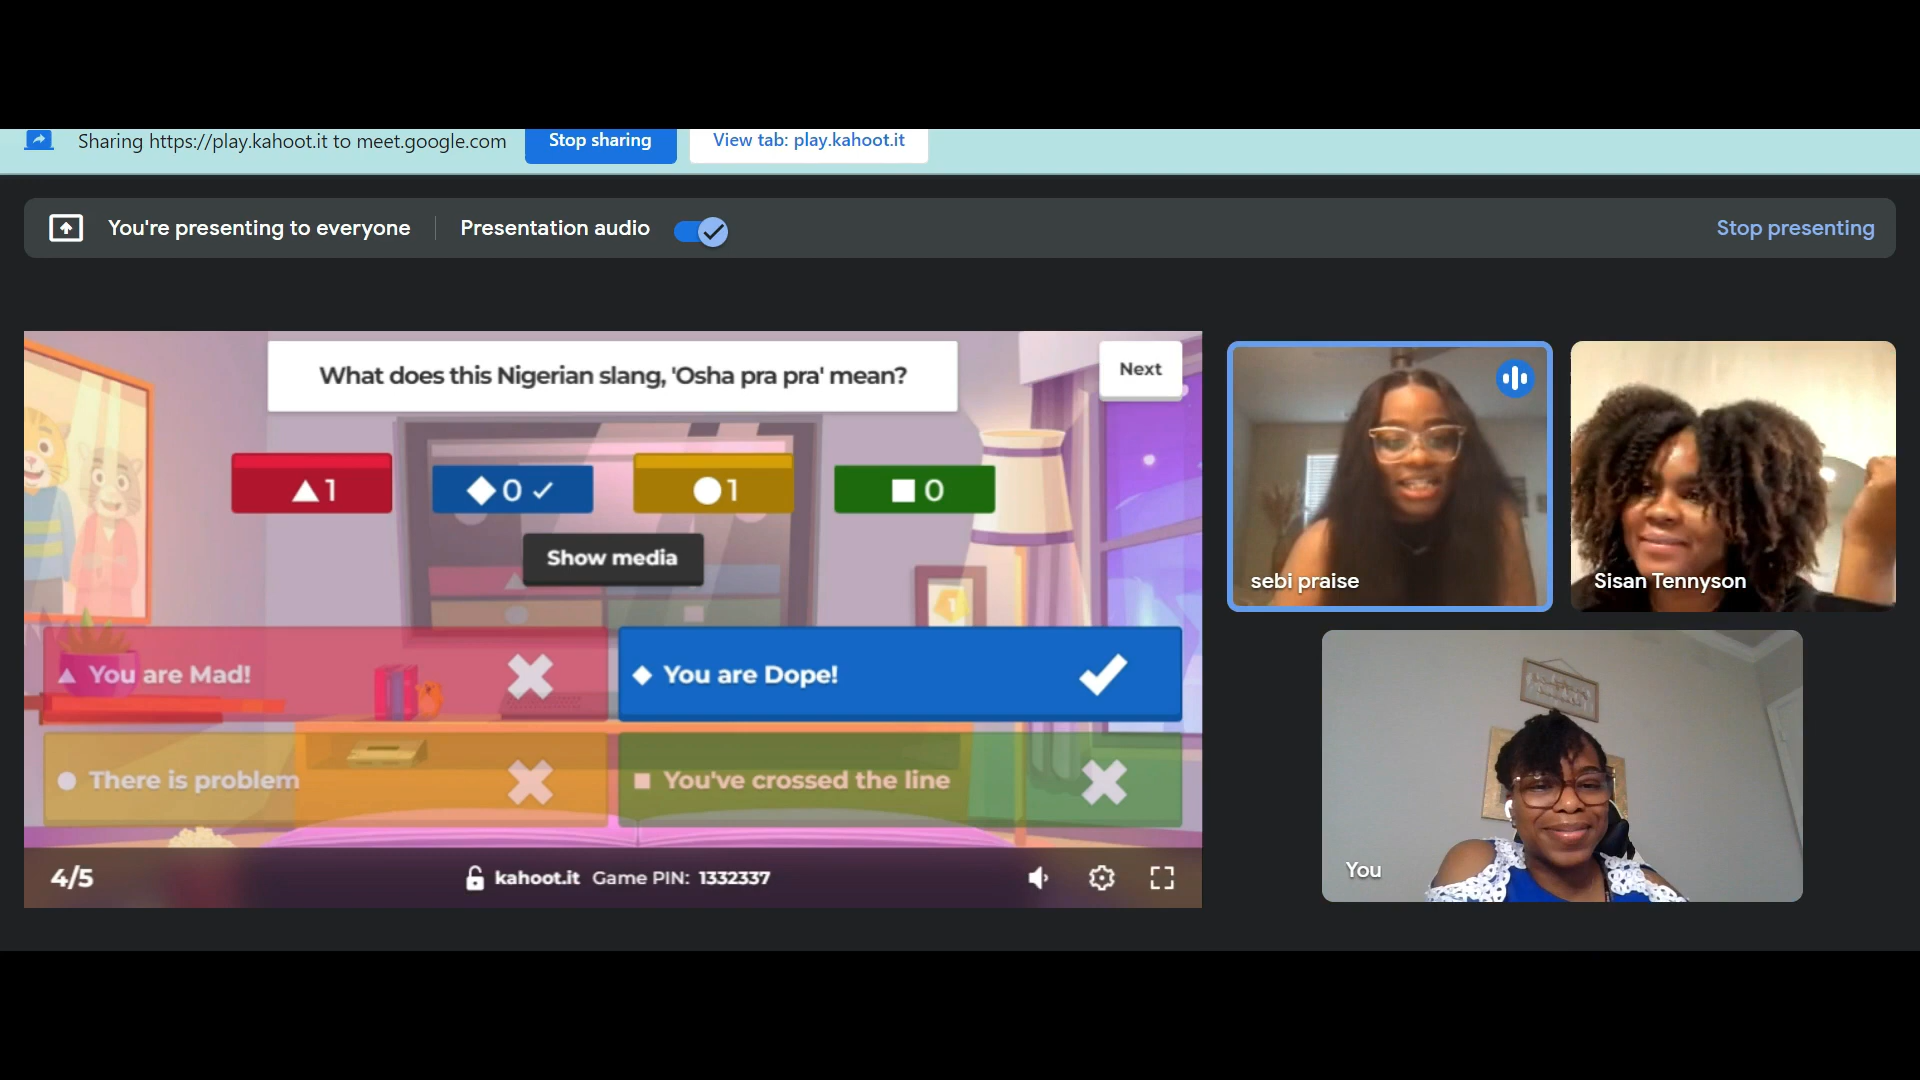 Sharing https://play.kahoot.it to meet.google.com
Stop sharing
View tab: play.kahoot.it
You're presenting to everyone
Presentation audio
Stop presenting
What does this Nigerian slang, 'Osha pra pra' mean?
Next
1
0
1
0
Show media
You are Mad!
You are Dope!
There is problem
You've crossed the line
4/5
kahoot.it Game PIN: 1332337
sebi praise
Sisan Tennyson
You